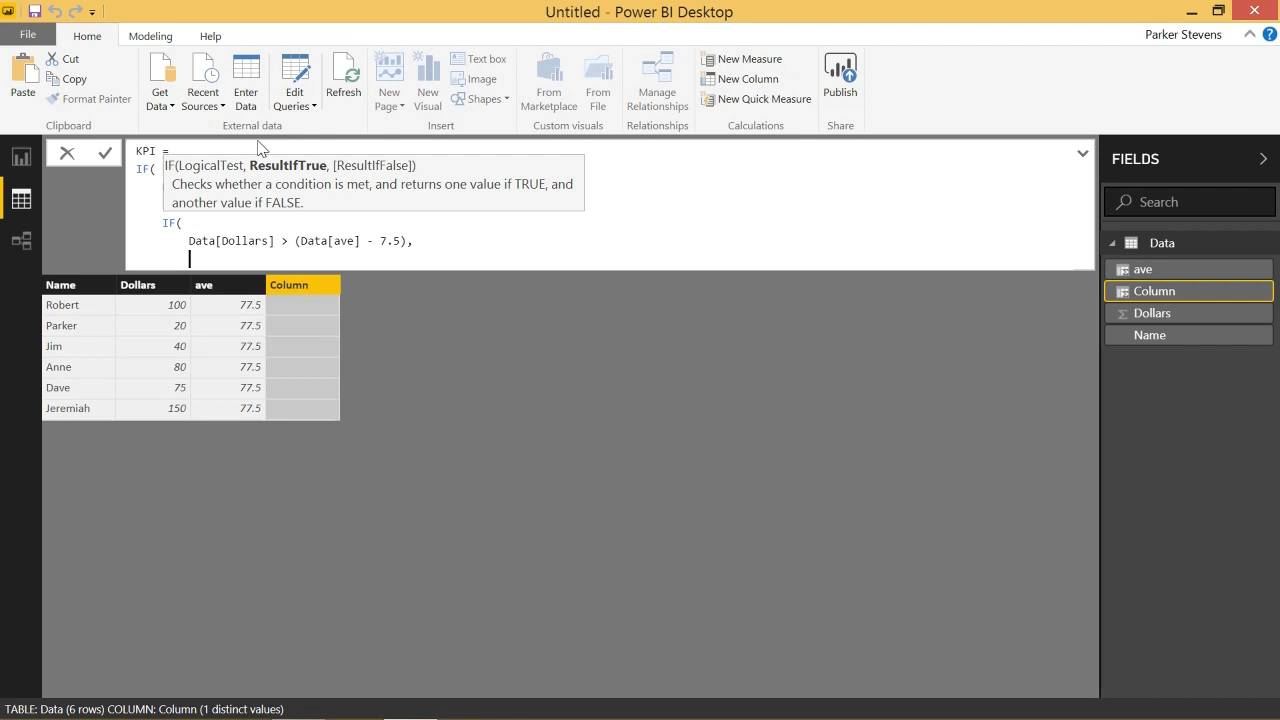 Untitled - Power BI Desktop
File
Home
Modeling
Help
Parker Stevens
Paste
Cut
Copy
Format Painter
Clipboard
Get Data
Recent Sources
Enter Data
Edit Queries
Refresh
External data
New Page
New Visual
Text box
Image
Shapes
Insert
From Marketplace
From File
Custom visuals
Manage Relationships
Relationships
New Measure
New Column
New Quick Measure
Calculations
Publish
Share
KPI =
IF(
IF(LogicalTest, ResultIfTrue, [ResultIfFalse])
Checks whether a condition is met, and returns one value if TRUE, and
another value if FALSE.
IF(
Data[Dollars] > (Data[ave] - 7.5),
Name Dollars ave Column
Robert 100 77.5
Parker 20 77.5
Jim 40 77.5
Anne 80 77.5
Dave 75 77.5
Jeremiah 150 77.5
FIELDS
Search
Data
ave
Column
Dollars
Name
TABLE: Data (6 rows) COLUMN: Column (1 distinct values)